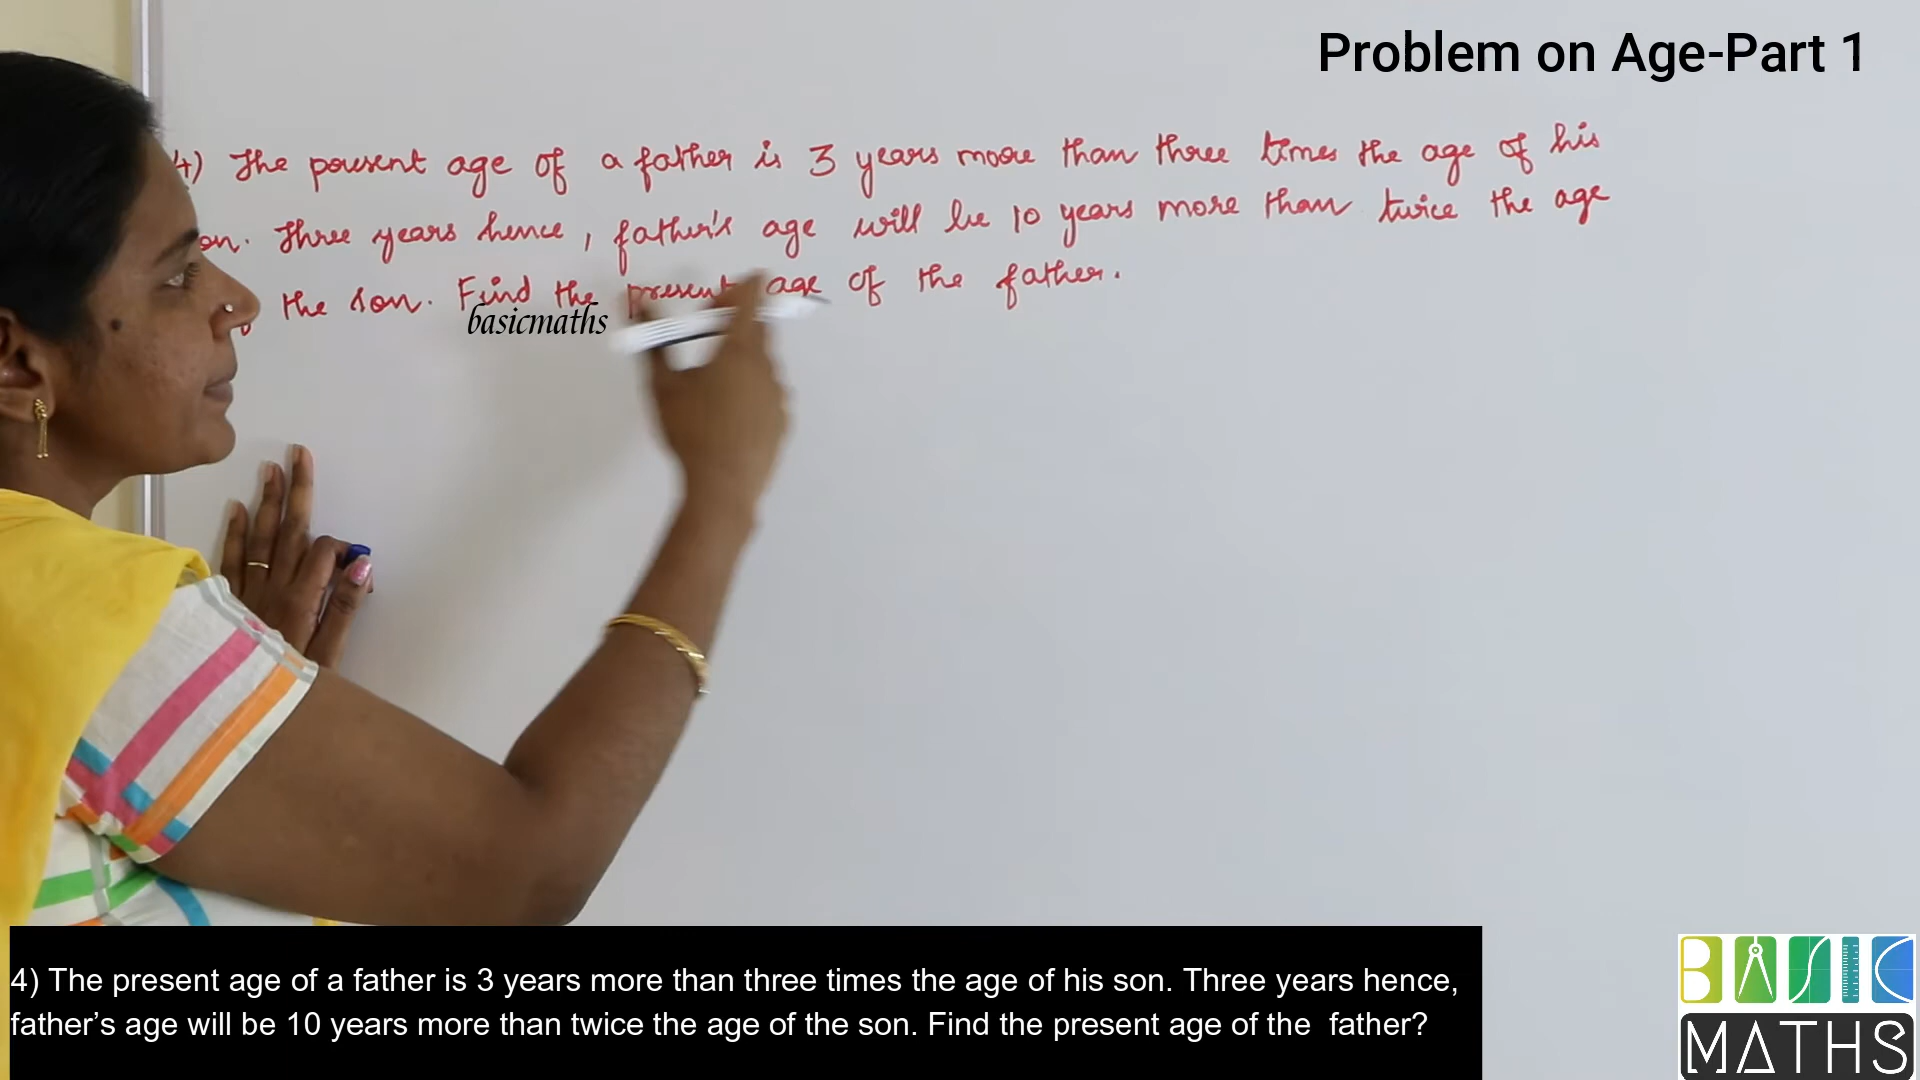 Problem on Age-Part 1
4) The present age of a father is 3 years more than three times the age of his
on. Three years hence, father's age will be 10 years more than twice the age
the son. Find the present age of the father.
basicmaths
4) The present age of a father is 3 years more than three times the age of his son. Three years hence,
father’s age will be 10 years more than twice the age of the son. Find the present age of the father?
BASIC
MATHS